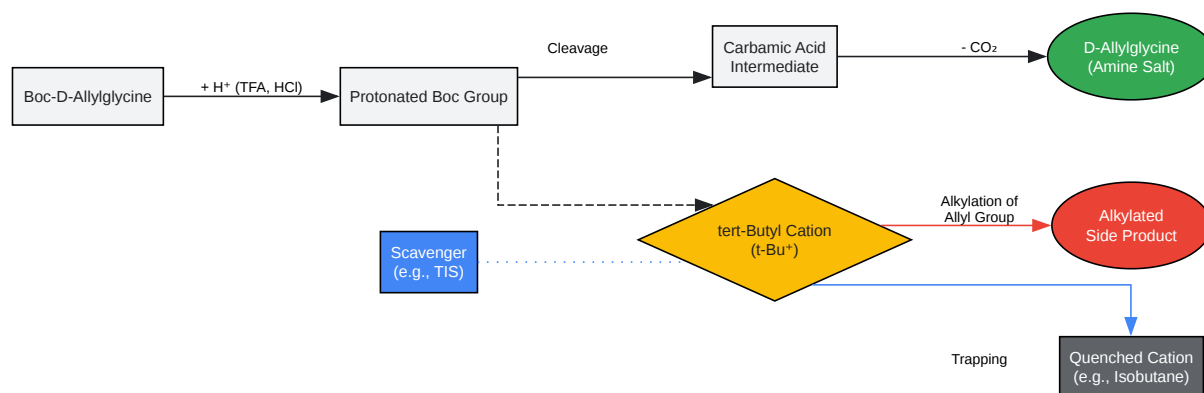 Cleavage
Carbamic Acid
Intermediate
- CO₂
D-Allylglycine
(Amine Salt)
Boc-D-Allylglycine
+ H⁺ (TFA, HCl)
Protonated Boc Group
Alkylation of
Allyl Group
Alkylated
Side Product
tert-Butyl Cation
(t-Bu⁺)
Scavenger
(e.g., TIS)
Trapping
Quenched Cation
(e.g., Isobutane)